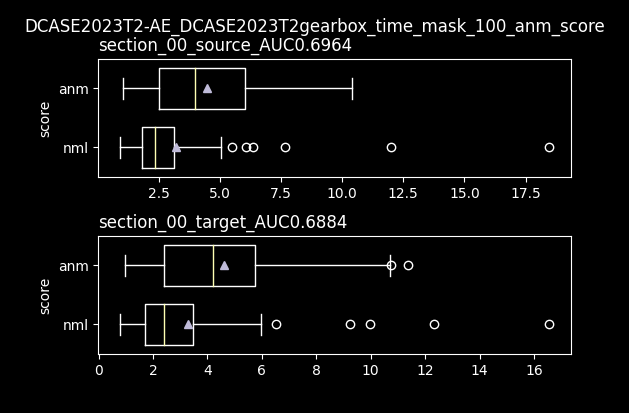 DCASE2023T2-AE_DCASE2023T2gearbox_time_mask_100_anm_score
section_00_source_AUC0.6964
score
anm
nml
2.5 5.0 7.5 10.0 12.5 15.0 17.5
section_00_target_AUC0.6884
score
anm
nml
0 2 4 6 8 10 12 14 16